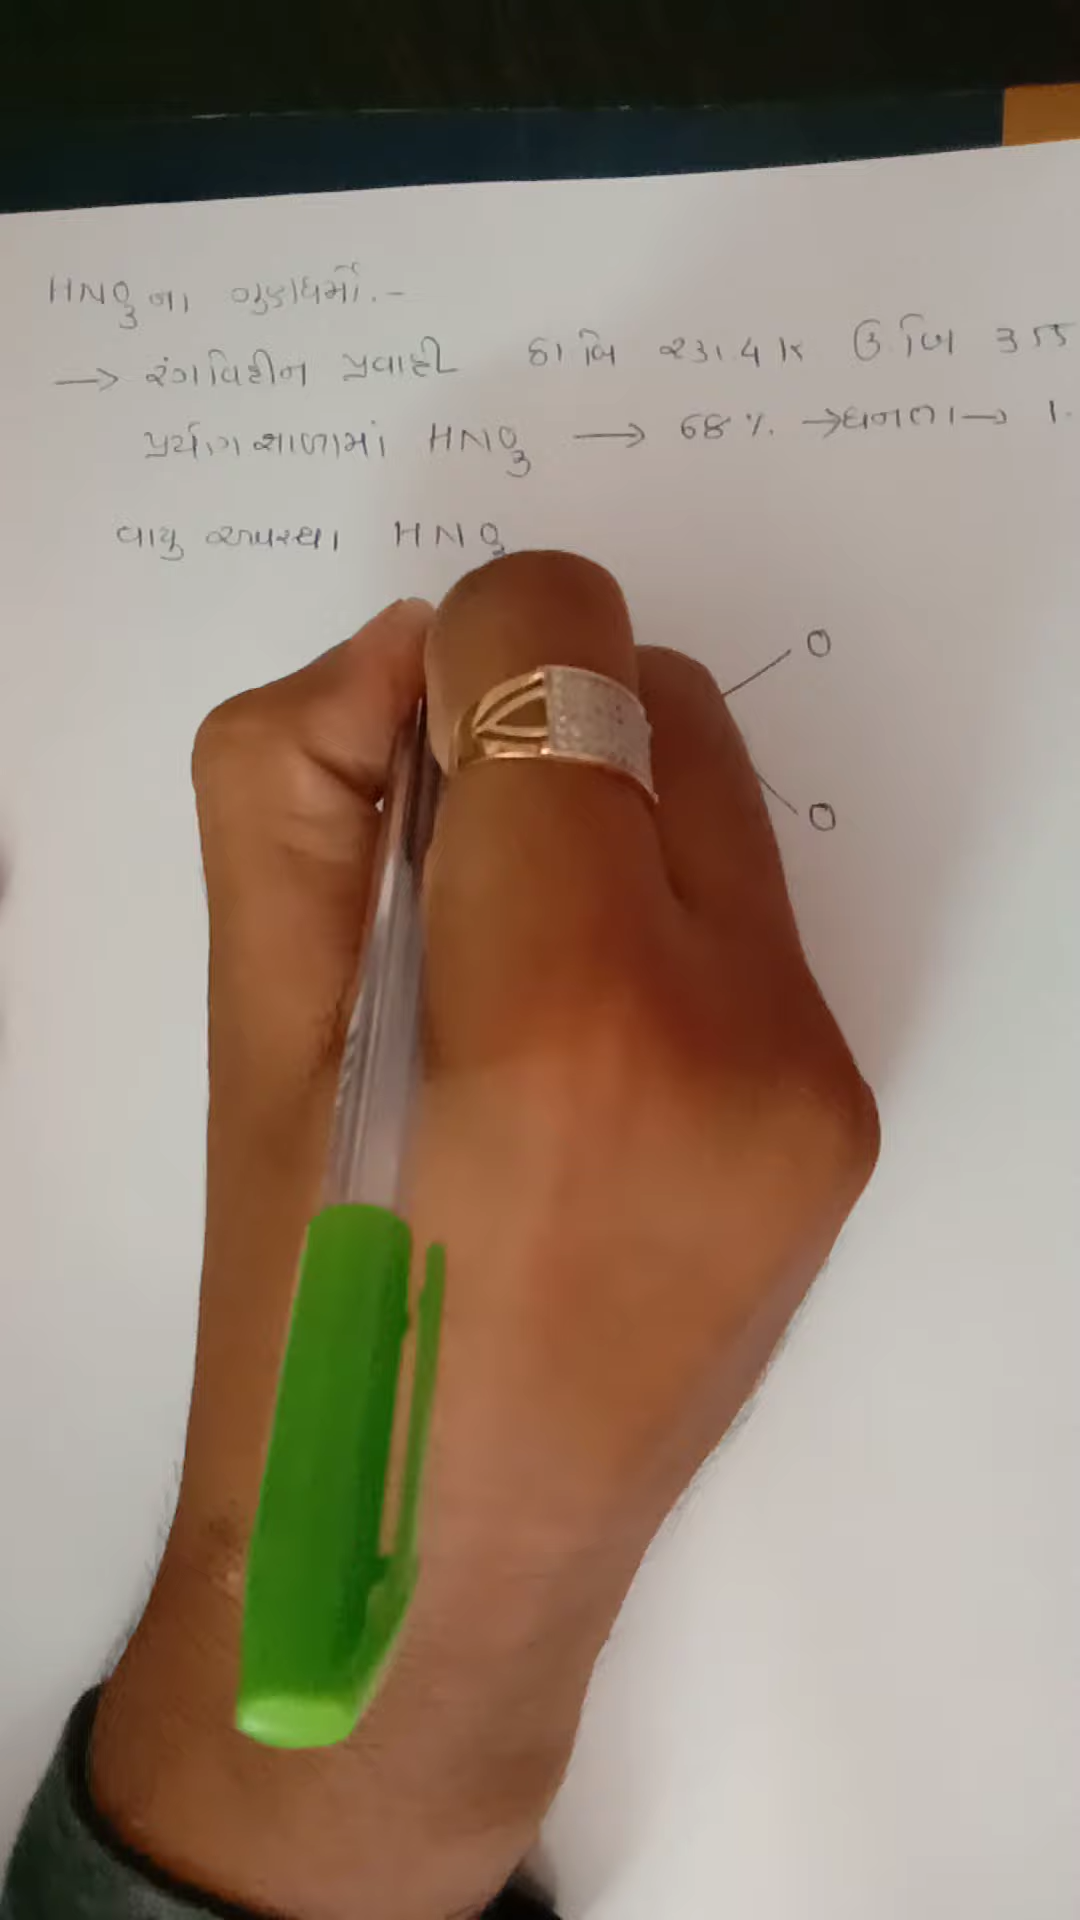 HNO3 ના ગુણધર્મો.-
→ રંગવિહીન પ્રવાહી ઠા બિ 231.4 K ઉ.બિ 355
પ્રયોગશાળામાં HNO3 → 68 %. → ઘનતા → 1.
વાયુ અવસ્થા HNO3
O
O